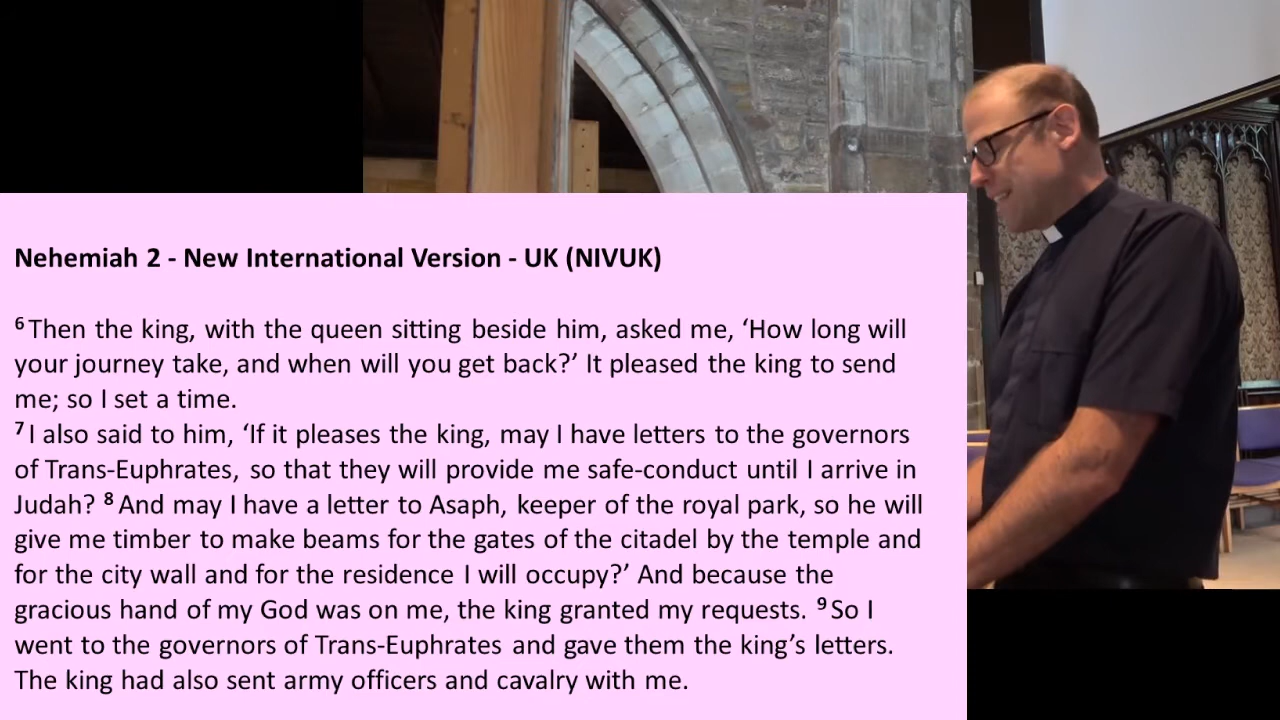 Nehemiah 2 - New International Version - UK (NIVUK)
⁶Then the king, with the queen sitting beside him, asked me, ‘How long will
your journey take, and when will you get back?’ It pleased the king to send
me; so I set a time.
⁷I also said to him, ‘If it pleases the king, may I have letters to the governors
of Trans-Euphrates, so that they will provide me safe-conduct until I arrive in
Judah? ⁸And may I have a letter to Asaph, keeper of the royal park, so he will
give me timber to make beams for the gates of the citadel by the temple and
for the city wall and for the residence I will occupy?’ And because the
gracious hand of my God was on me, the king granted my requests. ⁹So I
went to the governors of Trans-Euphrates and gave them the king’s letters.
The king had also sent army officers and cavalry with me.